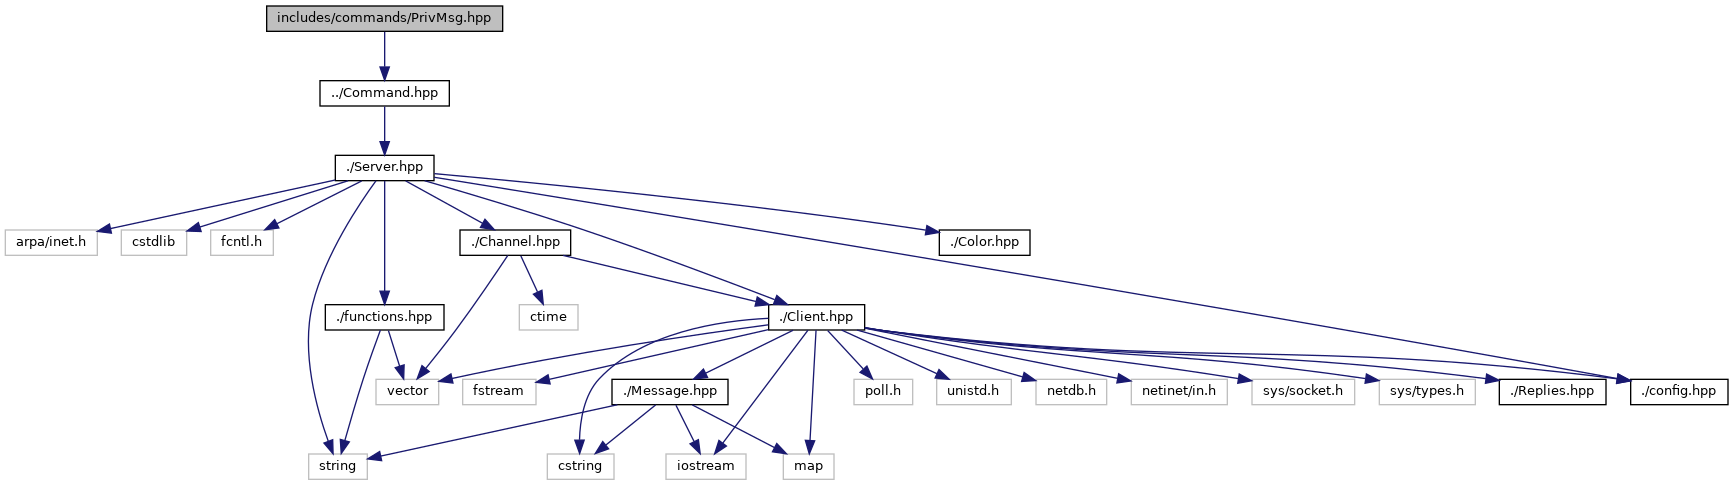 includes/commands/PrivMsg.hpp
../Command.hpp
./Server.hpp
arpa/inet.h
cstdlib
fcntl.h
./Channel.hpp
./Color.hpp
./functions.hpp
ctime
./Client.hpp
vector
fstream
./Message.hpp
poll.h
unistd.h
netdb.h
netinet/in.h
sys/socket.h
sys/types.h
./Replies.hpp
./config.hpp
string
cstring
iostream
map